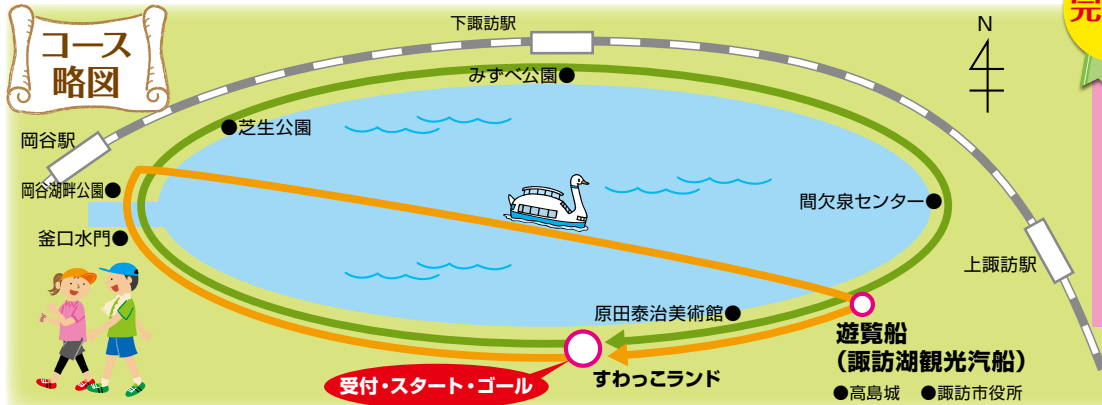 コース
略図
下諏訪駅
N
完
みずべ公園●
●芝生公園
岡谷駅
岡谷湖畔公園●
間欠泉センター●
釜口水門●
上諏訪駅
原田泰治美術館●
遊覧船
(諏訪湖観光汽船)
すわっこランド
受付・スタート・ゴール
●高島城 ●諏訪市役所